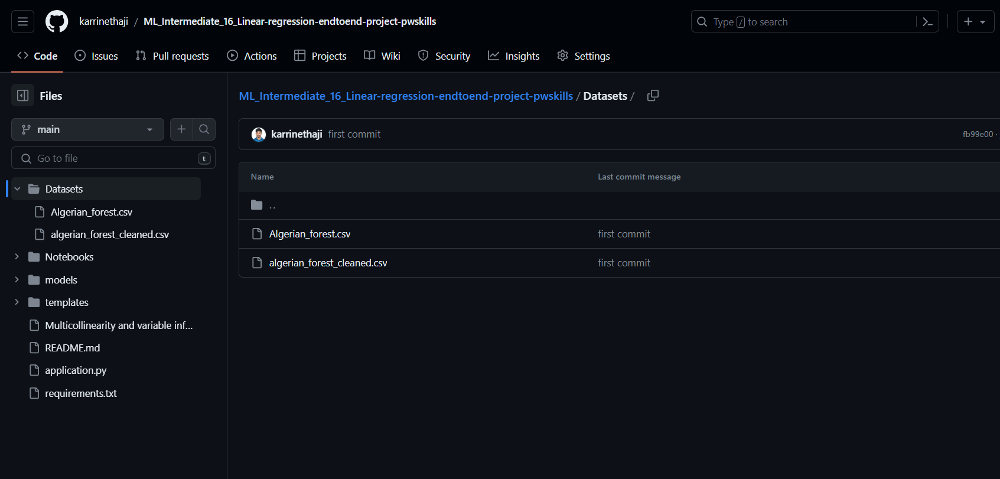 karrinethaji / ML_Intermediate_16_Linear-regression-endtoend-project-pwskills
Type / to search
Code Issues Pull requests Actions Projects Wiki Security Insights Settings
Files
main
Go to file
t
Datasets
Algerian_forest.csv
algerian_forest_cleaned.csv
Notebooks
models
templates
Multicollinearity and variable inf...
README.md
application.py
requirements.txt
ML_Intermediate_16_Linear-regression-endtoend-project-pwskills / Datasets /
karrinethaji first commit fb99e00 ·
Name Last commit message
..
Algerian_forest.csv first commit
algerian_forest_cleaned.csv first commit